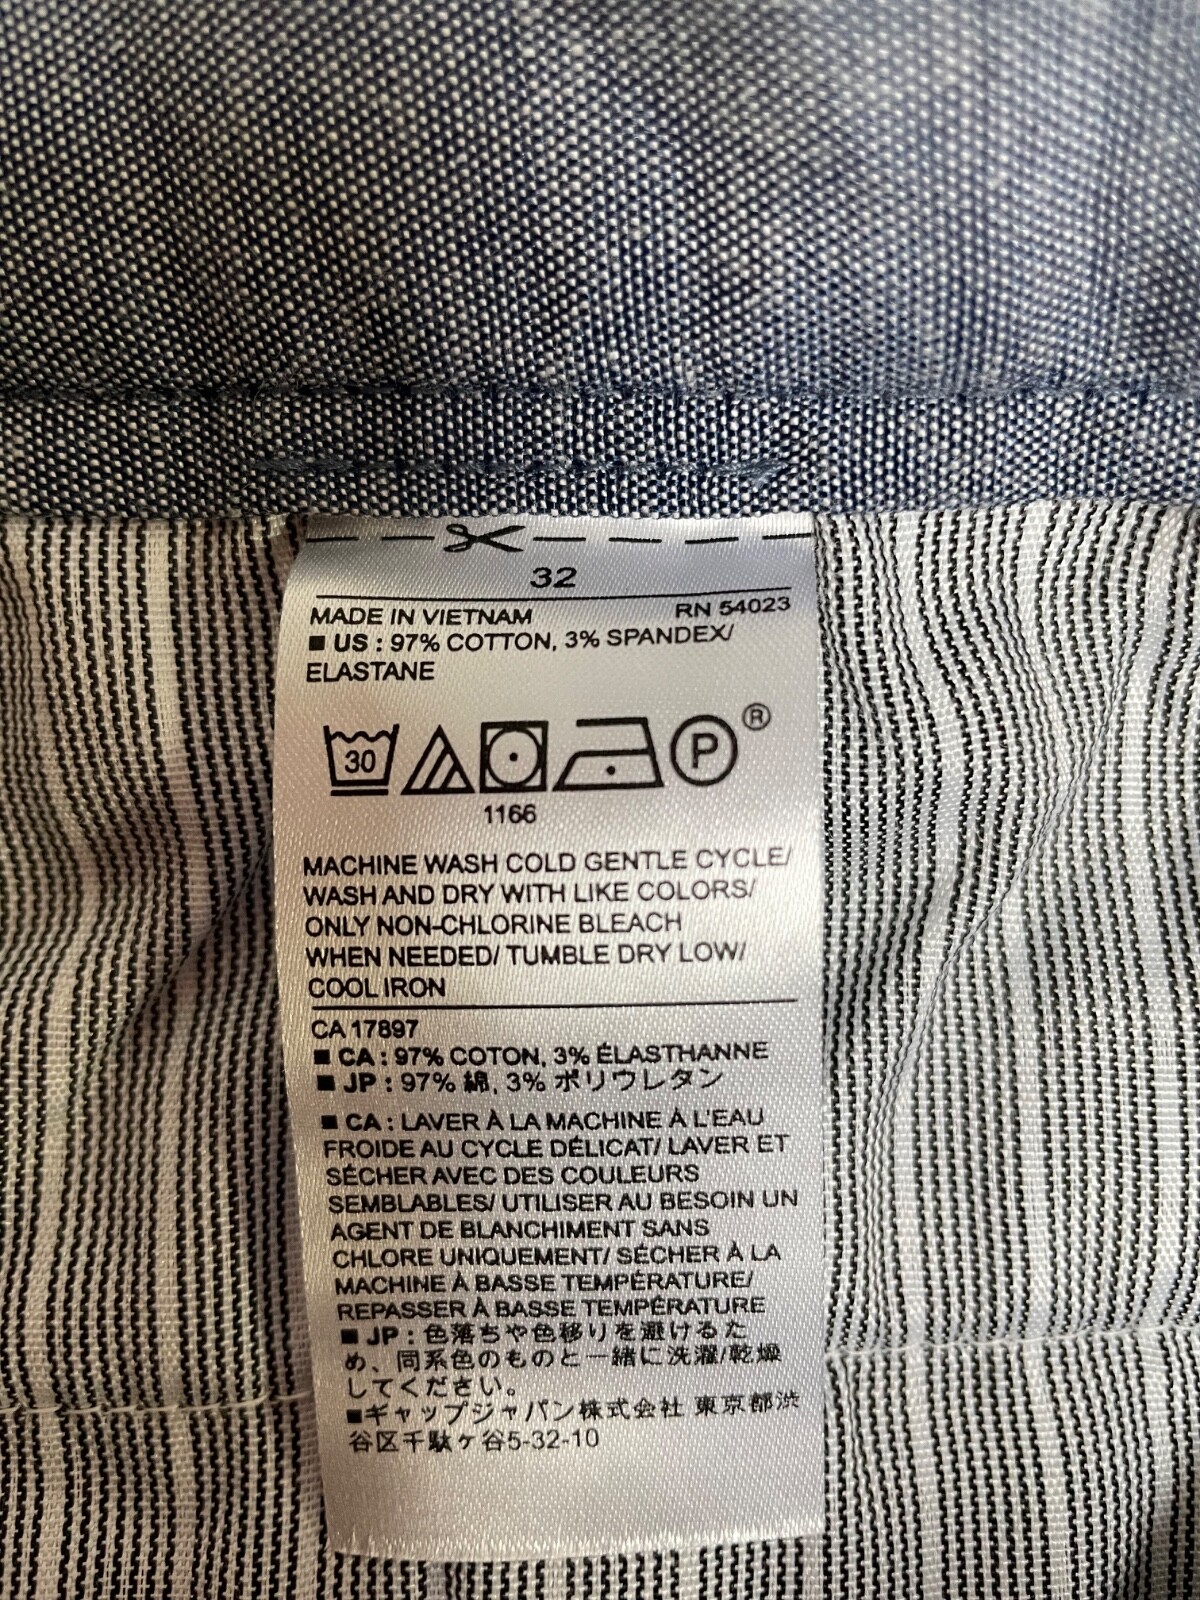 32
MADE IN VIETNAM RN 54023
■ US : 97% COTTON, 3% SPANDEX/
ELASTANE
30 P ®
1166
MACHINE WASH COLD GENTLE CYCLE/
WASH AND DRY WITH LIKE COLORS/
ONLY NON-CHLORINE BLEACH
WHEN NEEDED/ TUMBLE DRY LOW/
COOL IRON
CA 17897
■ CA : 97% COTON, 3% ÉLASTHANNE
■ JP : 97% 綿, 3% ポリウレタン
■ CA : LAVER À LA MACHINE À L'EAU
FROIDE AU CYCLE DÉLICAT/ LAVER ET
SÉCHER AVEC DES COULEURS
SEMBLABLES/ UTILISER AU BESOIN UN
AGENT DE BLANCHIMENT SANS
CHLORE UNIQUEMENT/ SÉCHER À LA
MACHINE À BASSE TEMPÉRATURE/
REPASSER À BASSE TEMPÉRATURE
■ JP : 色落ちや色移りを避けるた
め、同系色のものと一緒に洗濯/乾燥
してください。
■ギャップジャパン株式会社 東京都渋
谷区千駄ヶ谷5-32-10